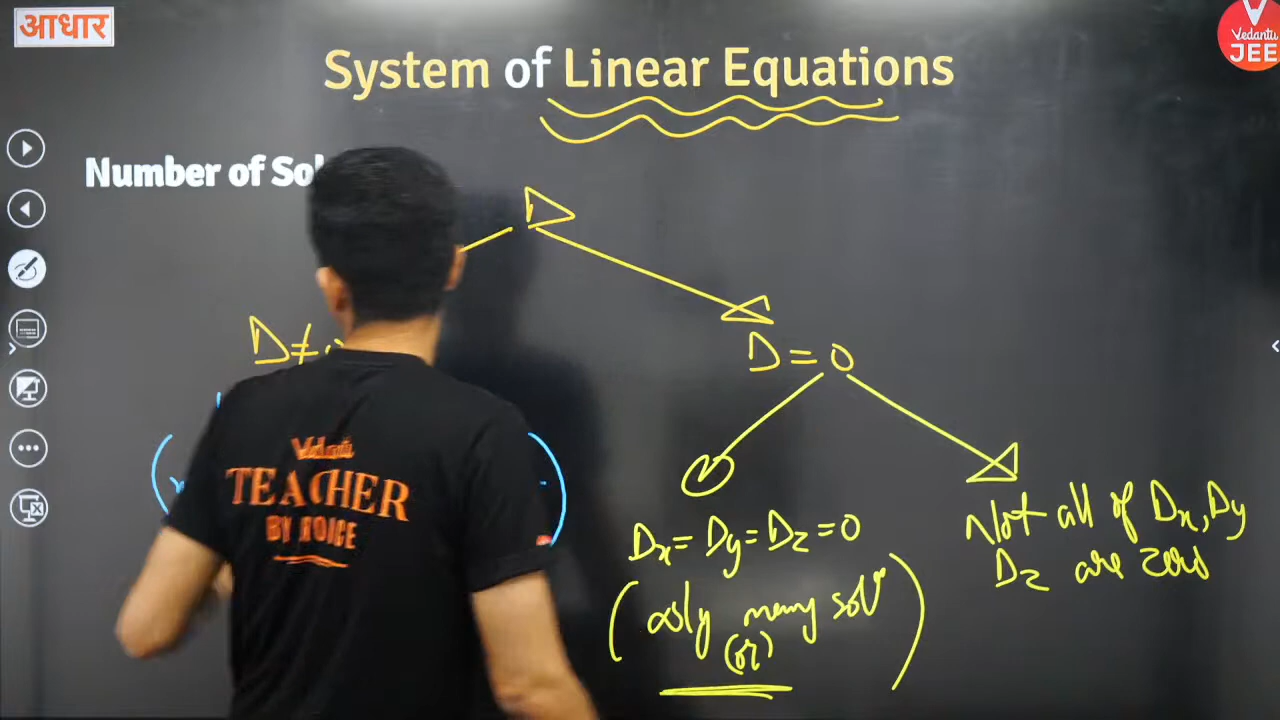 आधार
Vedantu
JEE
System of Linear Equations
Number of Sol
D
D≠
D = 0
Dx = Dy = Dz = 0
(∞ly many solⁿ
(or)
)
Not all of Dx, Dy
Dz are zero
Vedantu
TEACHER
BY CHOICE